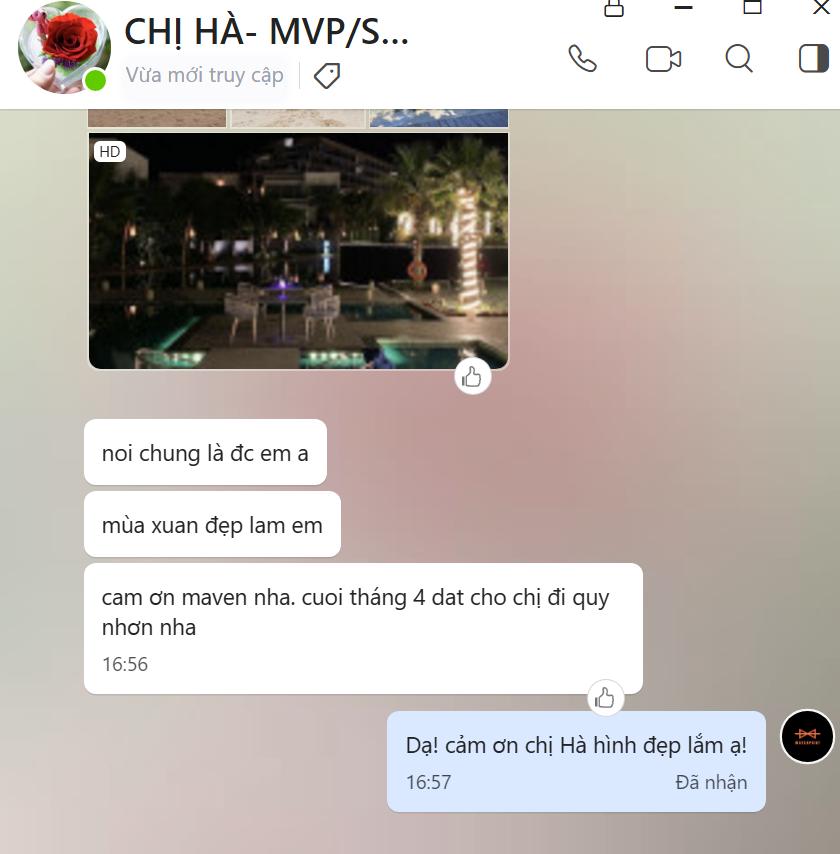 CHỊ HÀ- MVP/S...
Vừa mới truy cập
HD
noi chung là đc em a
mùa xuan đẹp lam em
cam ơn maven nha. cuoi tháng 4 dat cho chị đi quy
nhơn nha
16:56
Dạ! cảm ơn chị Hà hình đẹp lắm ạ!
16:57
Đã nhận